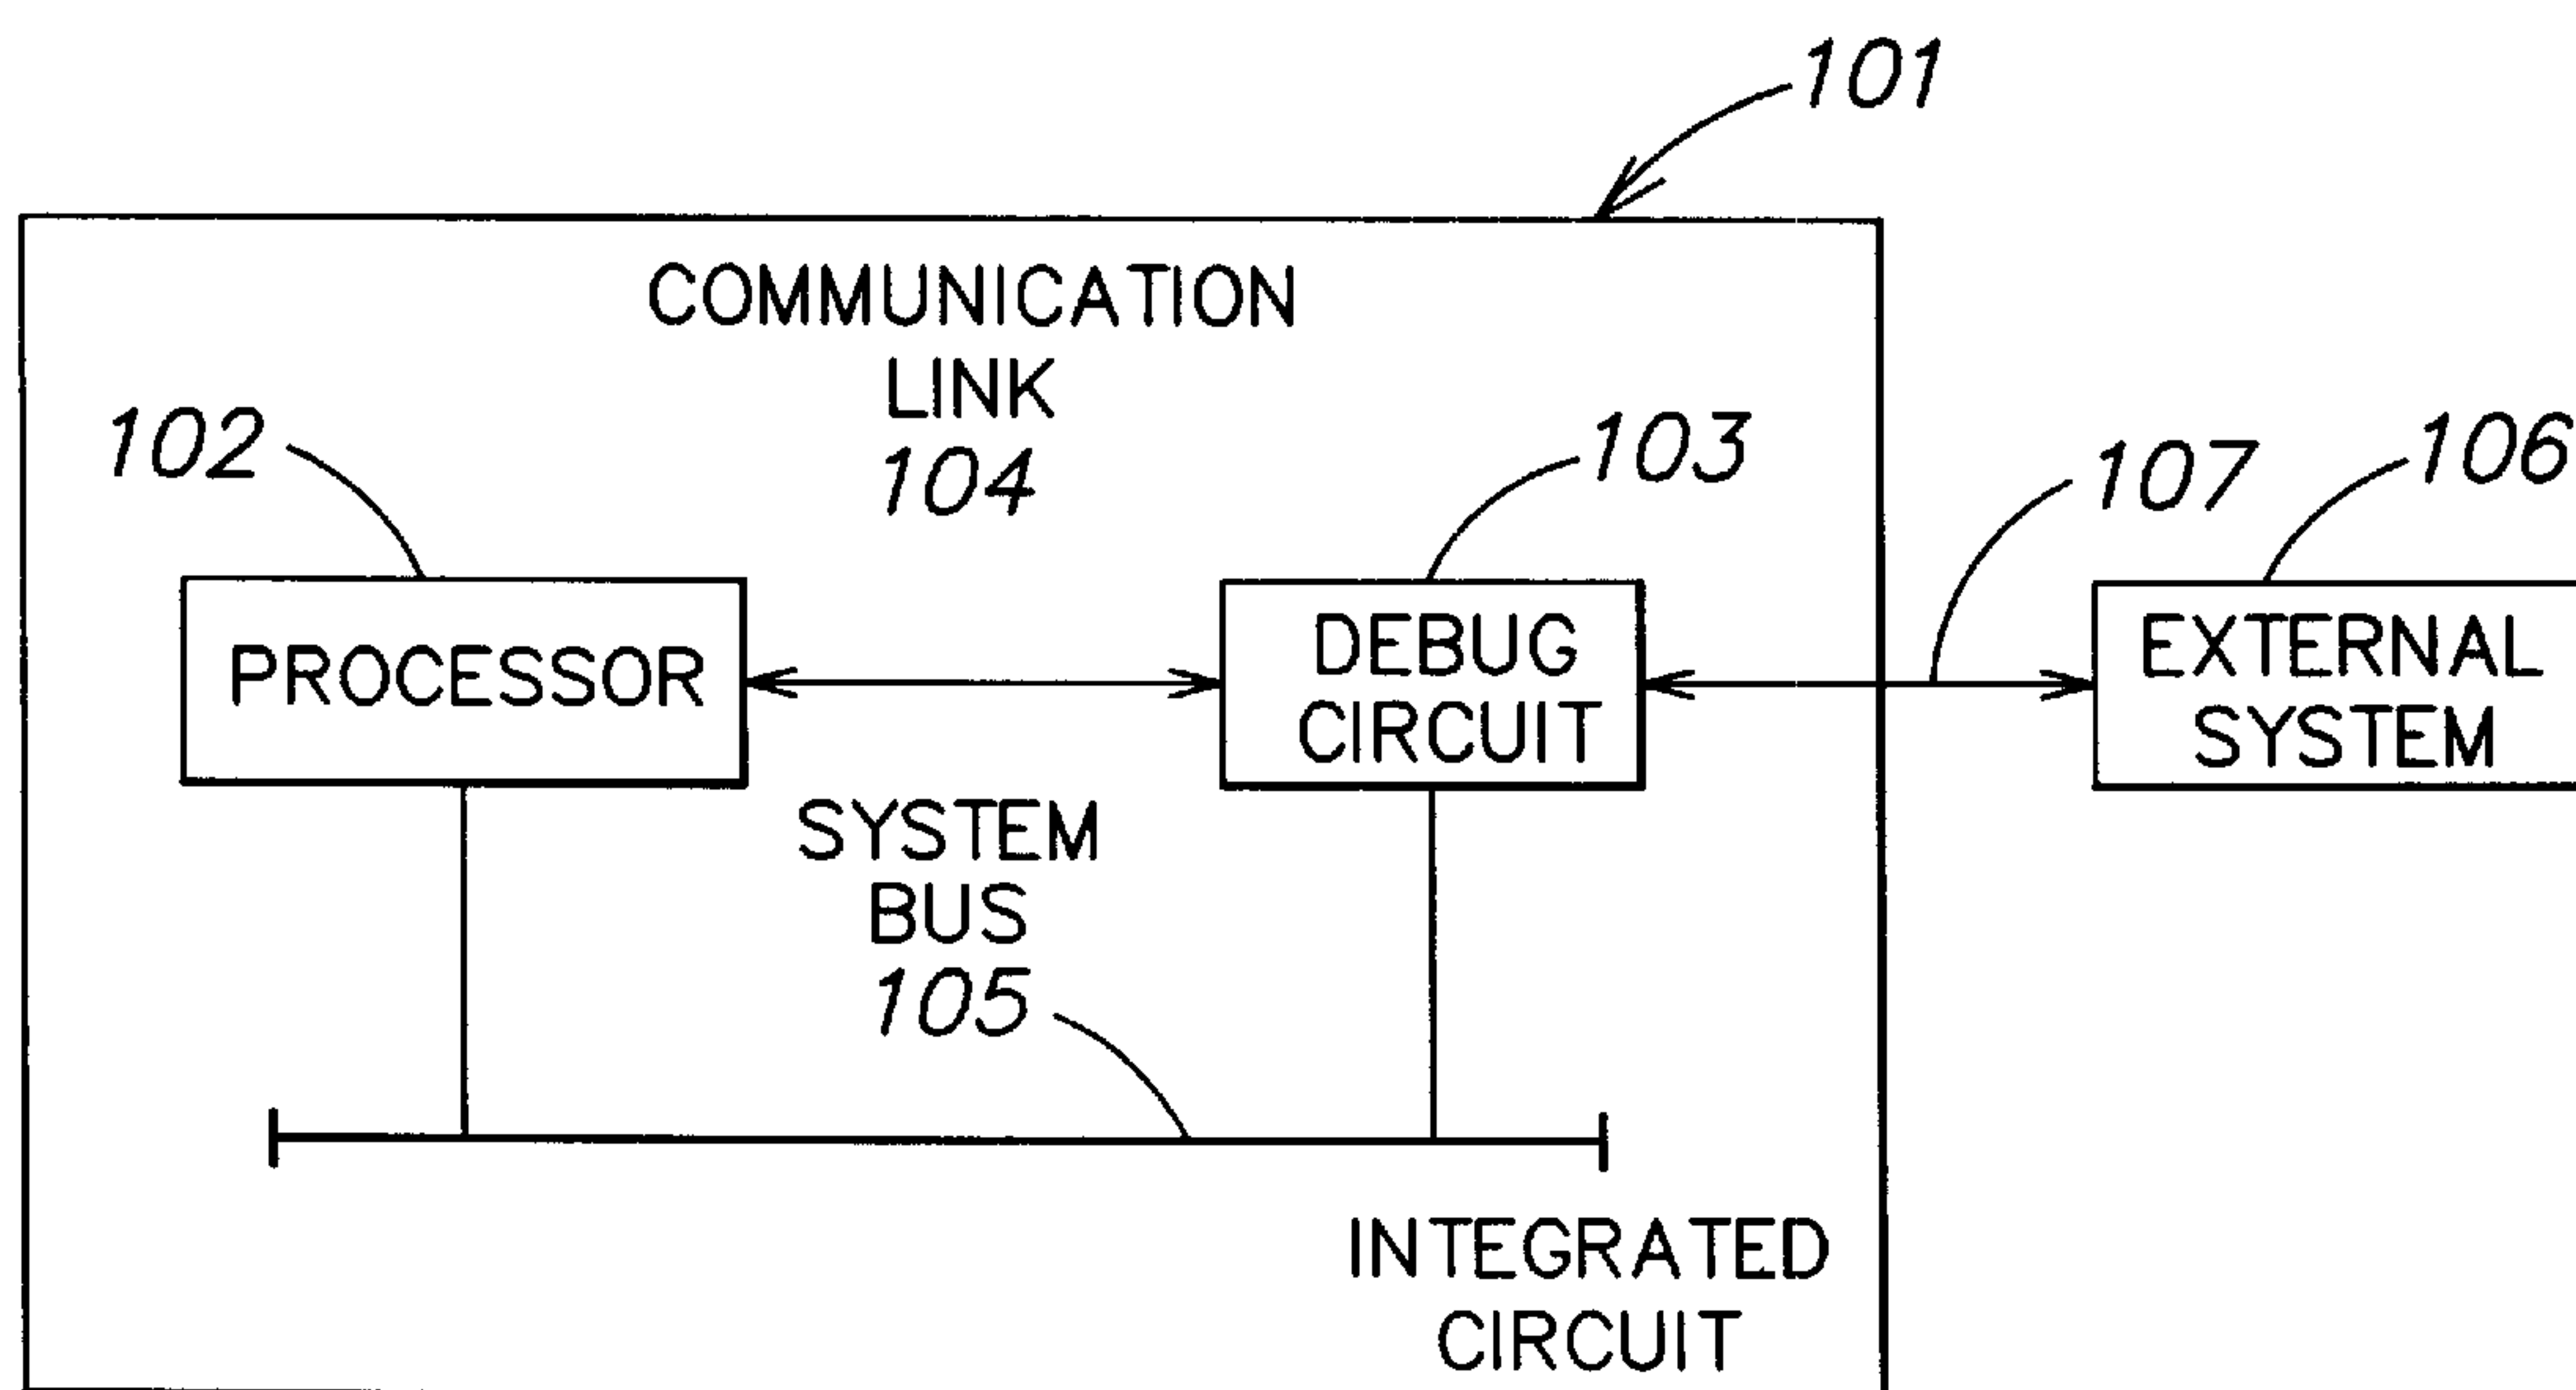 101
COMMUNICATION
LINK
104
102
103
107
106
PROCESSOR
DEBUG
CIRCUIT
EXTERNAL
SYSTEM
SYSTEM
BUS
105
INTEGRATED
CIRCUIT